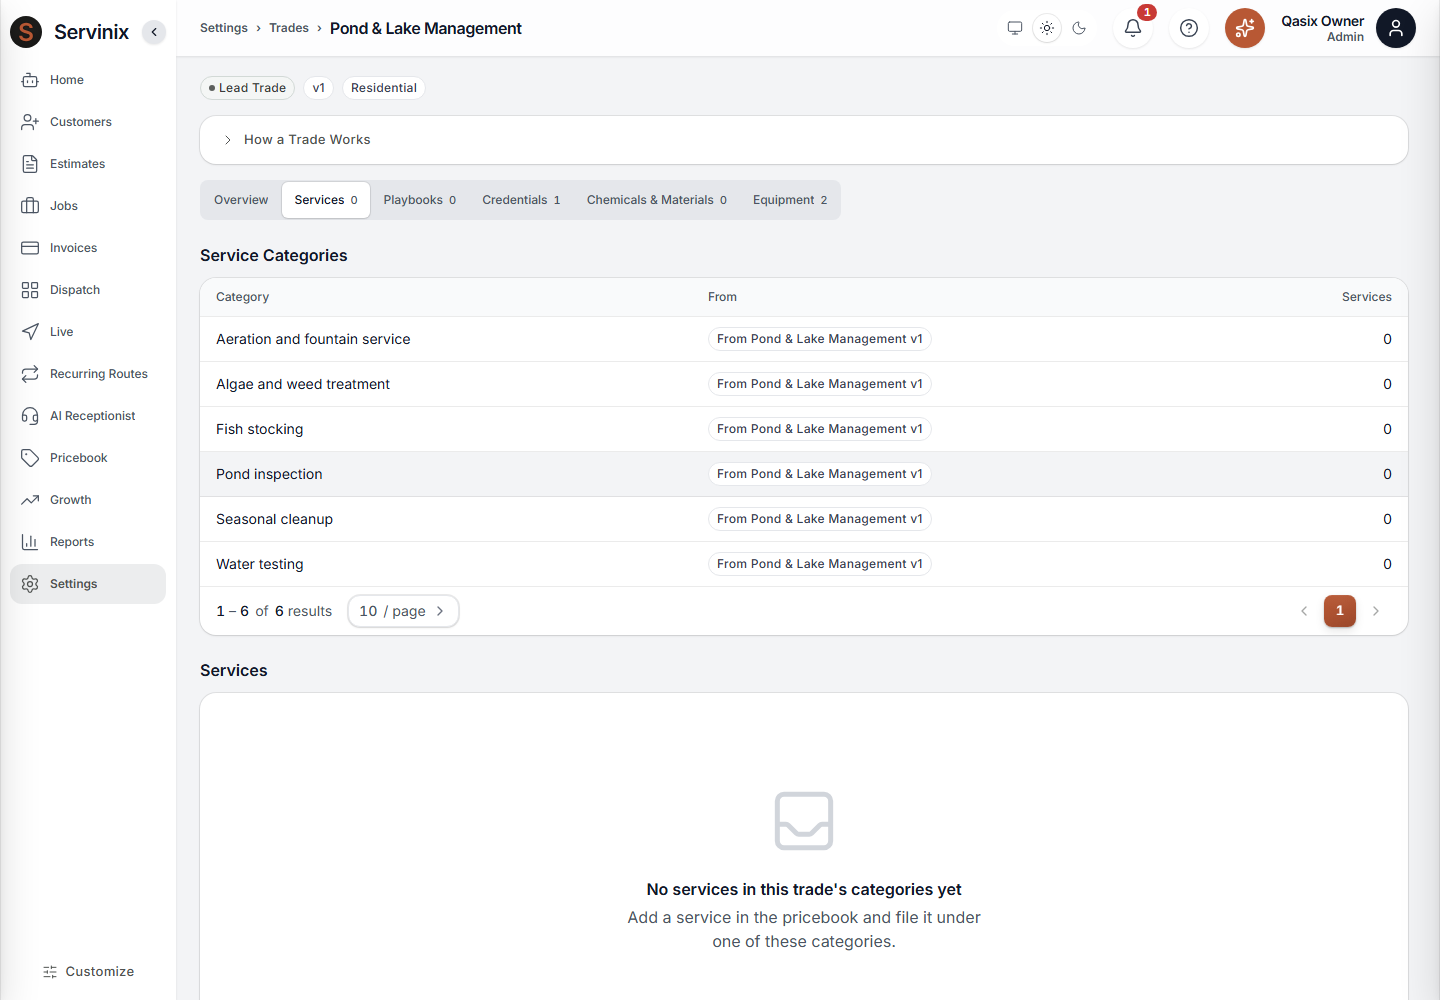 S Servinix
Home
Customers
Estimates
Jobs
Invoices
Dispatch
Live
Recurring Routes
AI Receptionist
Pricebook
Growth
Reports
Settings
Customize
Settings › Trades › Pond & Lake Management
1
Qasix Owner
Admin
Lead Trade v1 Residential
How a Trade Works
Overview Services 0 Playbooks 0 Credentials 1 Chemicals & Materials 0 Equipment 2
Service Categories
Category From Services
Aeration and fountain service From Pond & Lake Management v1 0
Algae and weed treatment From Pond & Lake Management v1 0
Fish stocking From Pond & Lake Management v1 0
Pond inspection From Pond & Lake Management v1 0
Seasonal cleanup From Pond & Lake Management v1 0
Water testing From Pond & Lake Management v1 0
1 – 6 of 6 results 10 / page 1
Services
No services in this trade's categories yet
Add a service in the pricebook and file it under
one of these categories.